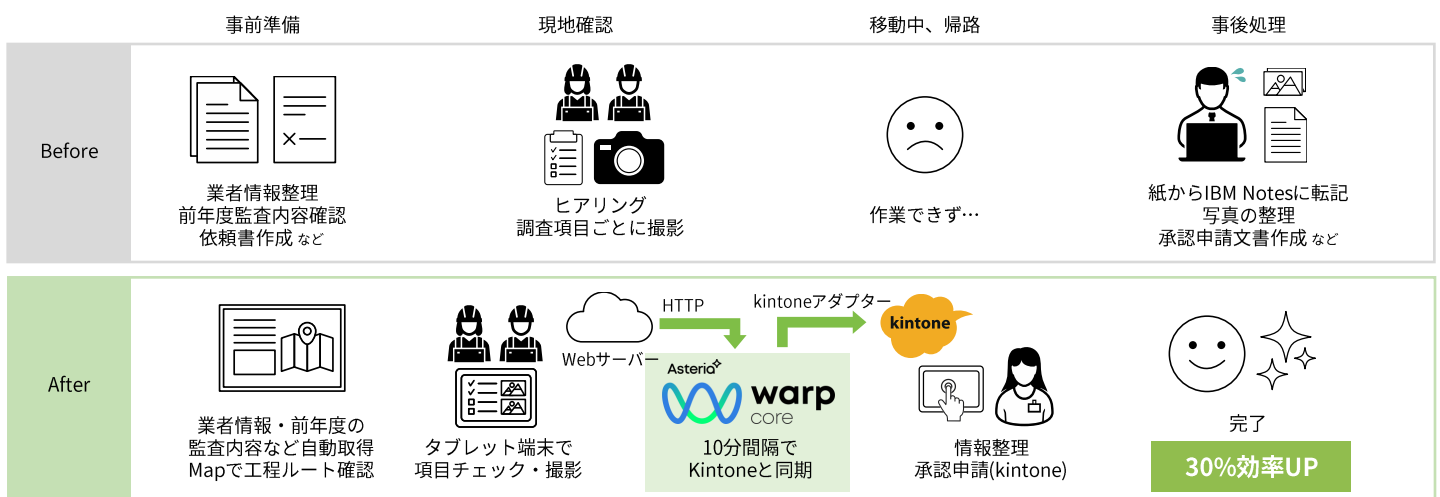 事前準備
現地確認
移動中、帰路
事後処理
Before
業者情報整理
前年度監査内容確認
依頼書作成 など
ヒアリング
調査項目ごとに撮影
作業できず…
紙からIBM Notesに転記
写真の整理
承認申請文書作成 など
After
業者情報・前年度の
監査内容など自動取得
Mapで工程ルート確認
タブレット端末で
項目チェック・撮影
Webサーバー
HTTP
Asteria
warp
core
10分間隔で
Kintoneと同期
kintoneアダプター
kintone
情報整理
承認申請(kintone)
完了
30%効率UP